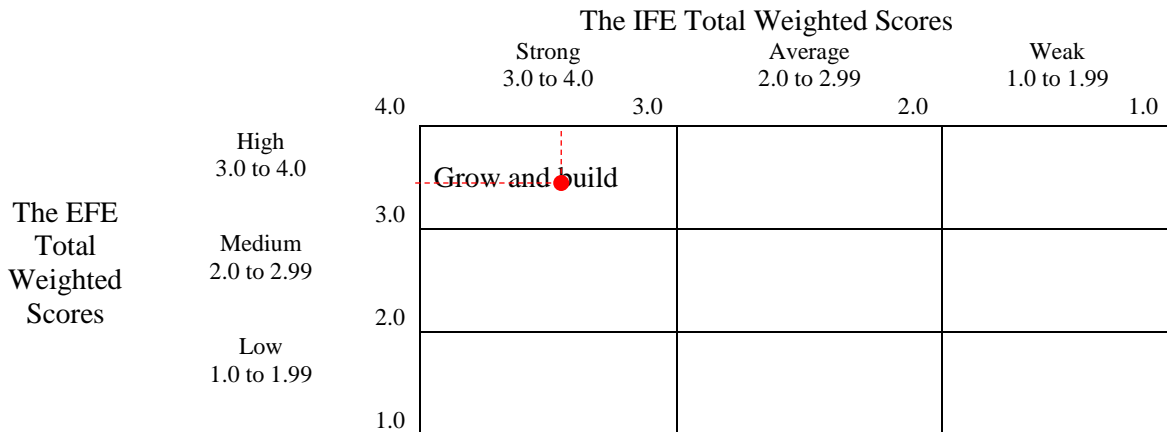 The IFE Total Weighted Scores
Strong
3.0 to 4.0
Average
2.0 to 2.99
Weak
1.0 to 1.99
4.0
3.0
2.0
1.0
High
3.0 to 4.0
Grow and build
3.0
The EFE
Total
Weighted
Scores
Medium
2.0 to 2.99
2.0
Low
1.0 to 1.99
1.0